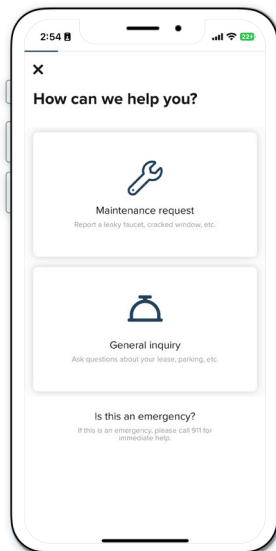 2:54
22
How can we help you?
Maintenance request
Report a leaky faucet, cracked window, etc.
General inquiry
Ask questions about your lease, parking, etc.
Is this an emergency?
If this is an emergency, please call 911 for
immediate help.